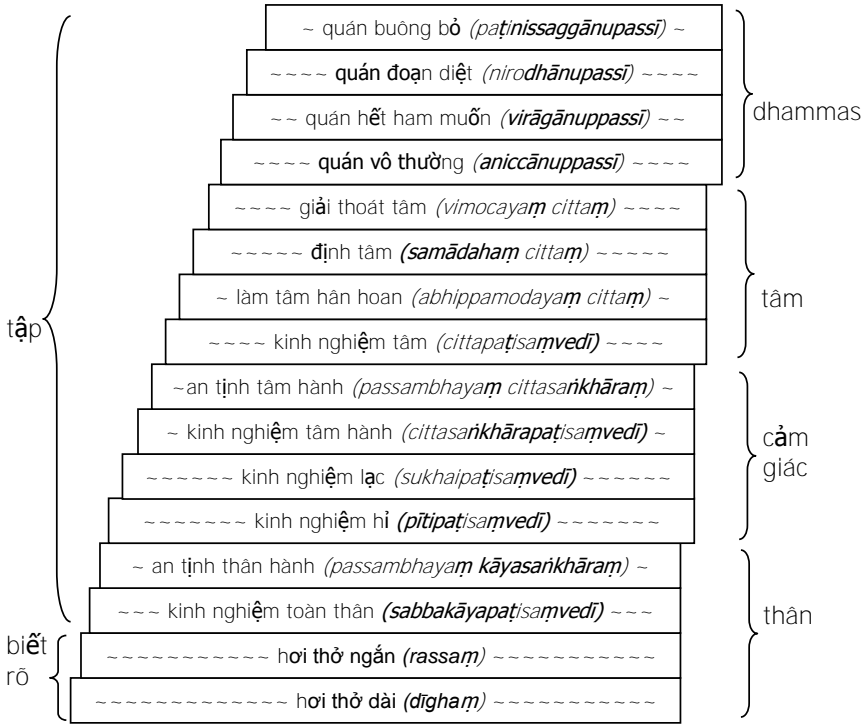 ~ quán buông bỏ (paṭinissaggānupassī) ~
~~~~ quán đoạn diệt (nirodhānupassī) ~~~~
~~ quán hết ham muốn (virāgānuppassī) ~~
~~~~ quán vô thường (aniccānuppassī) ~~~~
dhammas
~~~~ giải thoát tâm (vimocayaṃ cittaṃ) ~~~~
~~~~~ định tâm (samādahaṃ cittaṃ) ~~~~~
~ làm tâm hân hoan (abhippamodayaṃ cittaṃ) ~
~~~~ kinh nghiệm tâm (cittapaṭisaṃvedī) ~~~~
tâm
tập
~an tịnh tâm hành (passambhayaṃ cittasaṅkhāraṃ) ~
~ kinh nghiệm tâm hành (cittasaṅkhārapaṭisaṃvedī) ~
~~~~~~ kinh nghiệm lạc (sukhaipaṭisaṃvedī) ~~~~~~
~~~~~~~ kinh nghiệm hỉ (pītipaṭisaṃvedī) ~~~~~~~
cảm
giác
~ an tịnh thân hành (passambhayaṃ kāyasaṅkhāraṃ) ~
~~~ kinh nghiệm toàn thân (sabbakāyapaṭisaṃvedī) ~~~
thân
biết
rõ
~~~~~~~~~~~ hơi thở ngắn (rassaṃ) ~~~~~~~~~~~
~~~~~~~~~~~~~ hơi thở dài (dīghaṃ) ~~~~~~~~~~~